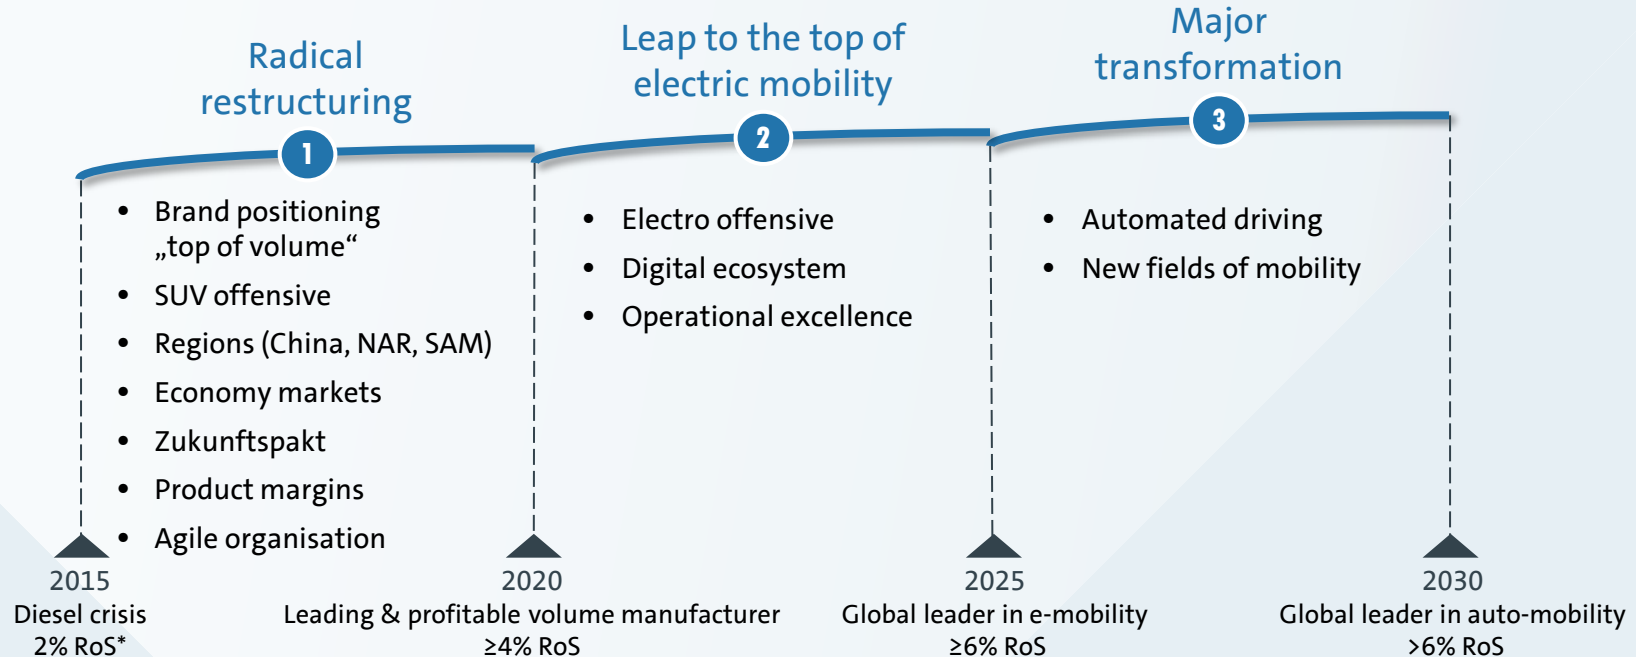 Radical
restructuring
1
• Brand positioning
„top of volume“
• SUV offensive
• Regions (China, NAR, SAM)
• Economy markets
• Zukunftspakt
• Product margins
• Agile organisation
Leap to the top of
electric mobility
2
• Electro offensive
• Digital ecosystem
• Operational excellence
Major
transformation
3
• Automated driving
• New fields of mobility
2015
Diesel crisis
2% RoS*
2020
Leading & profitable volume manufacturer
≥4% RoS
2025
Global leader in e-mobility
≥6% RoS
2030
Global leader in auto-mobility
>6% RoS